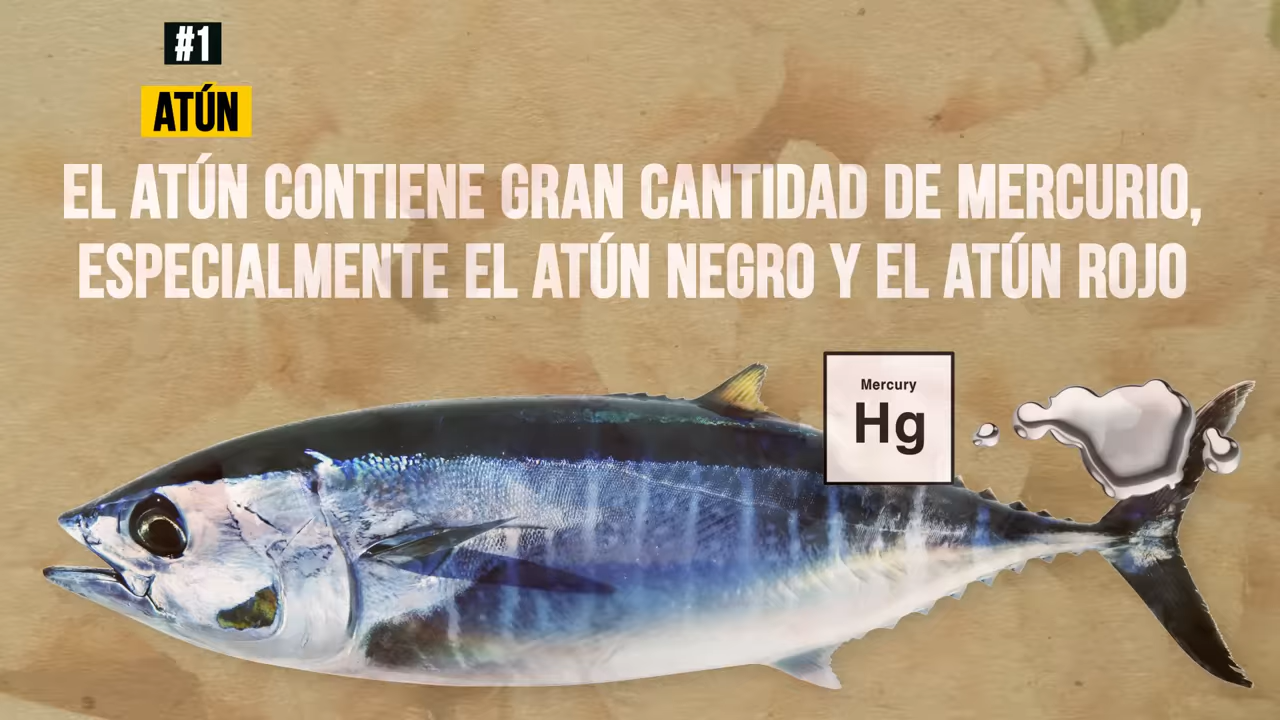 #1
ATÚN
EL ATÚN CONTIENE GRAN CANTIDAD DE MERCURIO,
ESPECIALMENTE EL ATÚN NEGRO Y EL ATÚN ROJO
Mercury
Hg